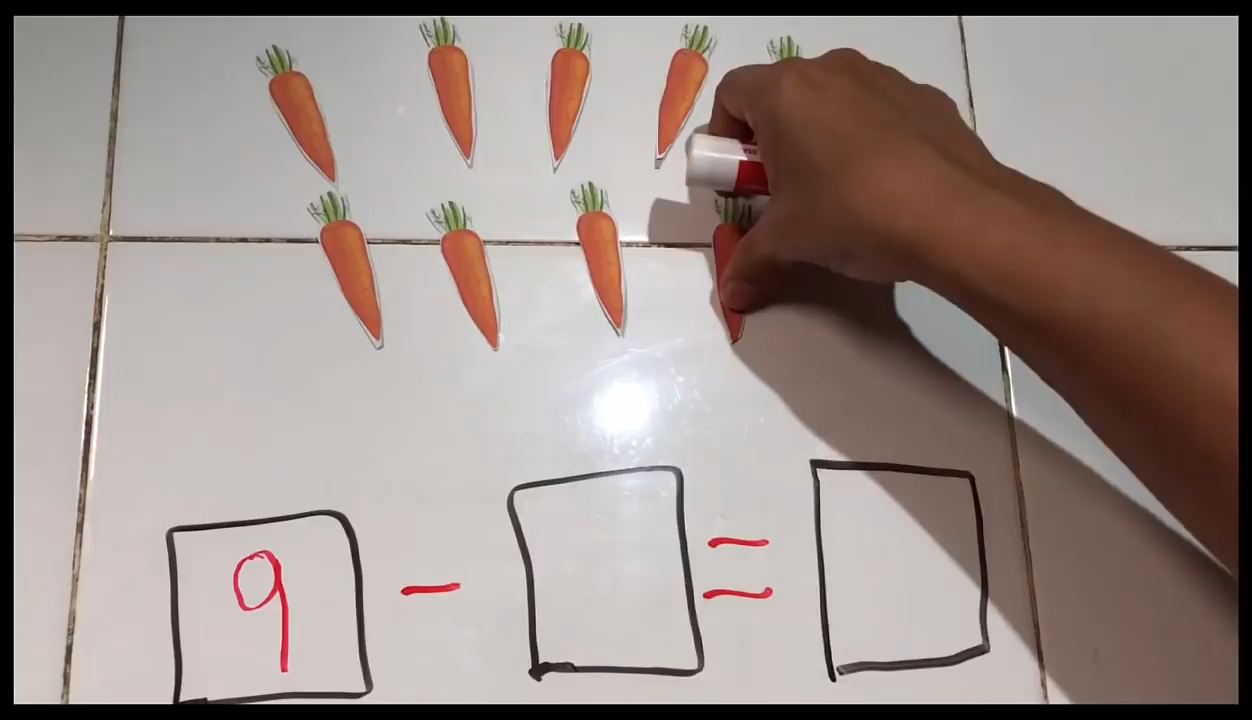 9 - =